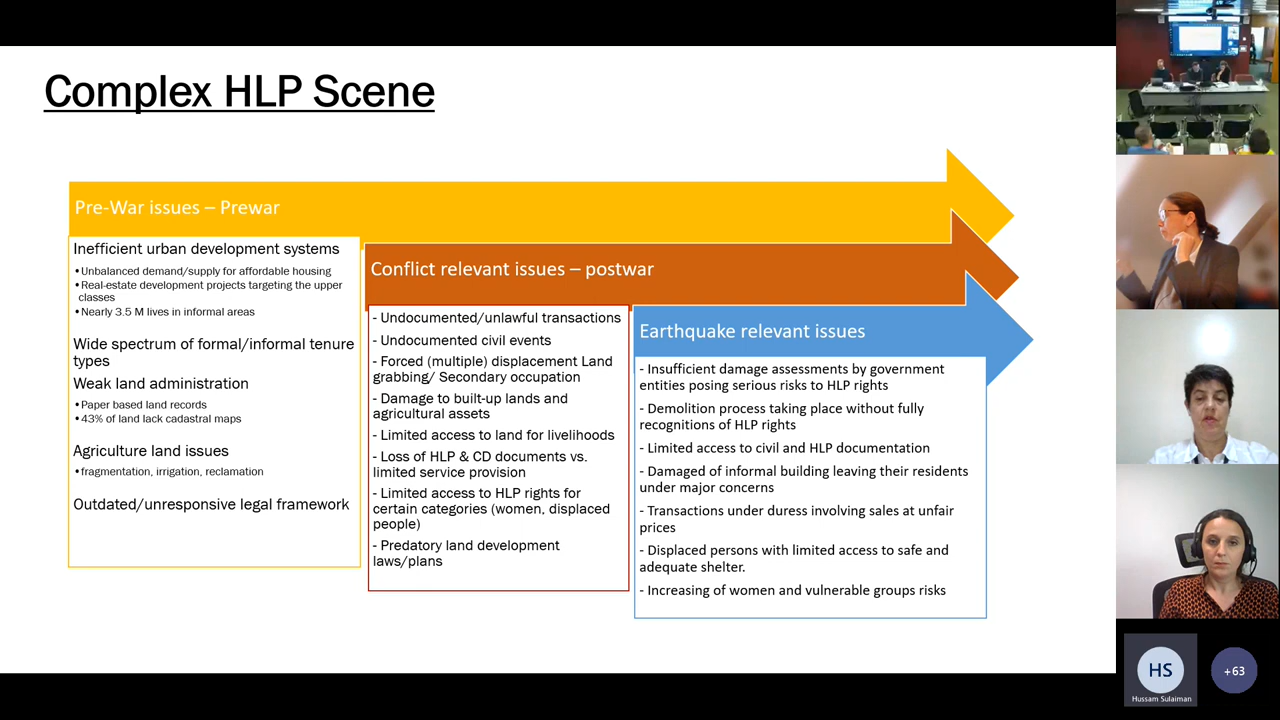 Complex HLP Scene
Pre-War issues – Prewar
Inefficient urban development systems
•Unbalanced demand/supply for affordable housing
•Real-estate development projects targeting the upper
classes
•Nearly 3.5 M lives in informal areas
Wide spectrum of formal/informal tenure
types
Weak land administration
•Paper based land records
•43% of land lack cadastral maps
Agriculture land issues
•fragmentation, irrigation, reclamation
Outdated/unresponsive legal framework
Conflict relevant issues – postwar
- Undocumented/unlawful transactions
- Undocumented civil events
- Forced (multiple) displacement Land
grabbing/ Secondary occupation
- Damage to built-up lands and
agricultural assets
- Limited access to land for livelihoods
- Loss of HLP & CD documents vs.
limited service provision
- Limited access to HLP rights for
certain categories (women, displaced
people)
- Predatory land development
laws/plans
Earthquake relevant issues
- Insufficient damage assessments by government
entities posing serious risks to HLP rights
- Demolition process taking place without fully
recognitions of HLP rights
- Limited access to civil and HLP documentation
- Damaged of informal building leaving their residents
under major concerns
- Transactions under duress involving sales at unfair
prices
- Displaced persons with limited access to safe and
adequate shelter.
- Increasing of women and vulnerable groups risks
HS
Hussam Sulaiman
+63